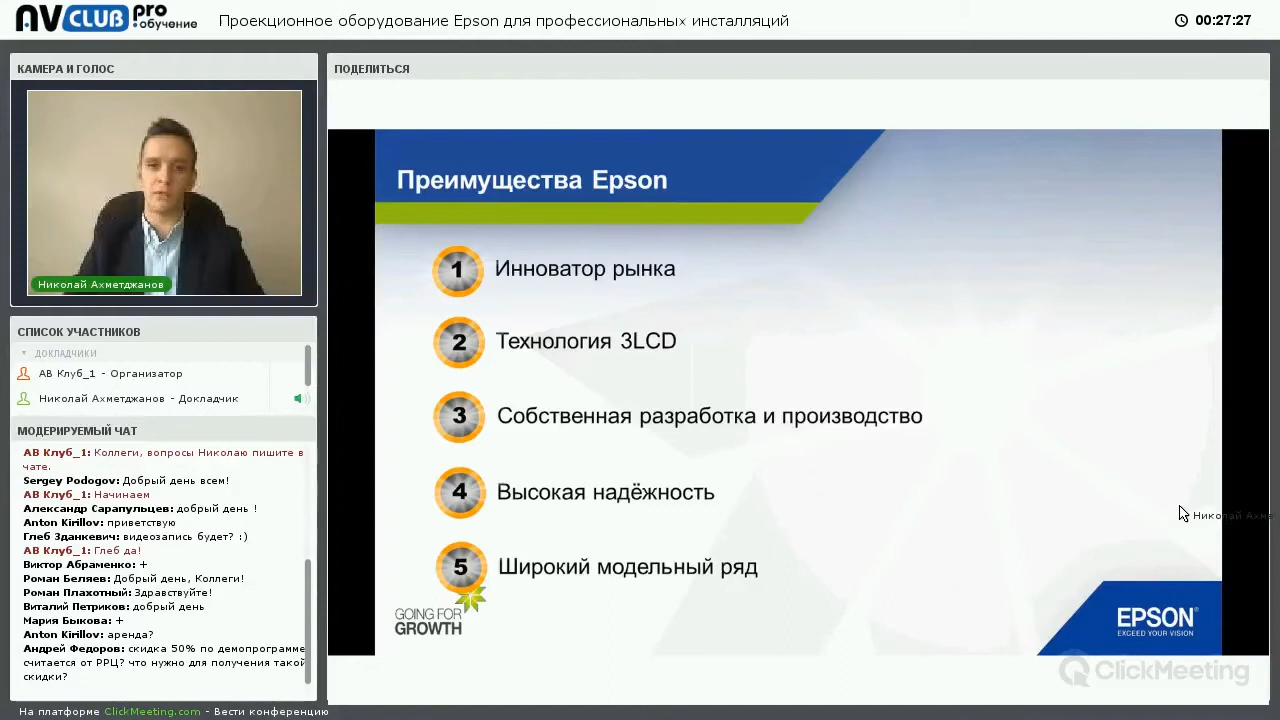 AV CLUB pro .обучение
Проекционное оборудование Epson для профессиональных инсталляций
00:27:27
КАМЕРА И ГОЛОС
Николай Ахметджанов
СПИСОК УЧАСТНИКОВ
ДОКЛАДЧИКИ
АВ Клуб_1 - Организатор
Николай Ахметджанов - Докладчик
МОДЕРИРУЕМЫЙ ЧАТ
АВ Клуб_1: Коллеги, вопросы Николаю пишите в
чате.
Sergey Podogov: Добрый день всем!
АВ Клуб_1: Начинаем
Александр Сарапульцев: добрый день !
Anton Kirillov: приветствую
Глеб Зданкевич: видеозапись будет? :)
АВ Клуб_1: Глеб да!
Виктор Абраменко: +
Роман Беляев: Добрый день, Коллеги!
Роман Плахотный: Здравствуйте!
Виталий Петриков: добрый день
Мария Быкова: +
Anton Kirillov: аренда?
Андрей Федоров: скидка 50% по демопрограмме
считается от РРЦ? что нужно для получения такой
скидки?
На платформе ClickMeeting.com - Вести конференцию
ПОДЕЛИТЬСЯ
Преимущества Epson
1 Инноватор рынка
2 Технология 3LCD
3 Собственная разработка и производство
4 Высокая надёжность
5 Широкий модельный ряд
Николай Ахме
GOING FOR
GROWTH
EPSON®
EXCEED YOUR VISION
ClickMeeting